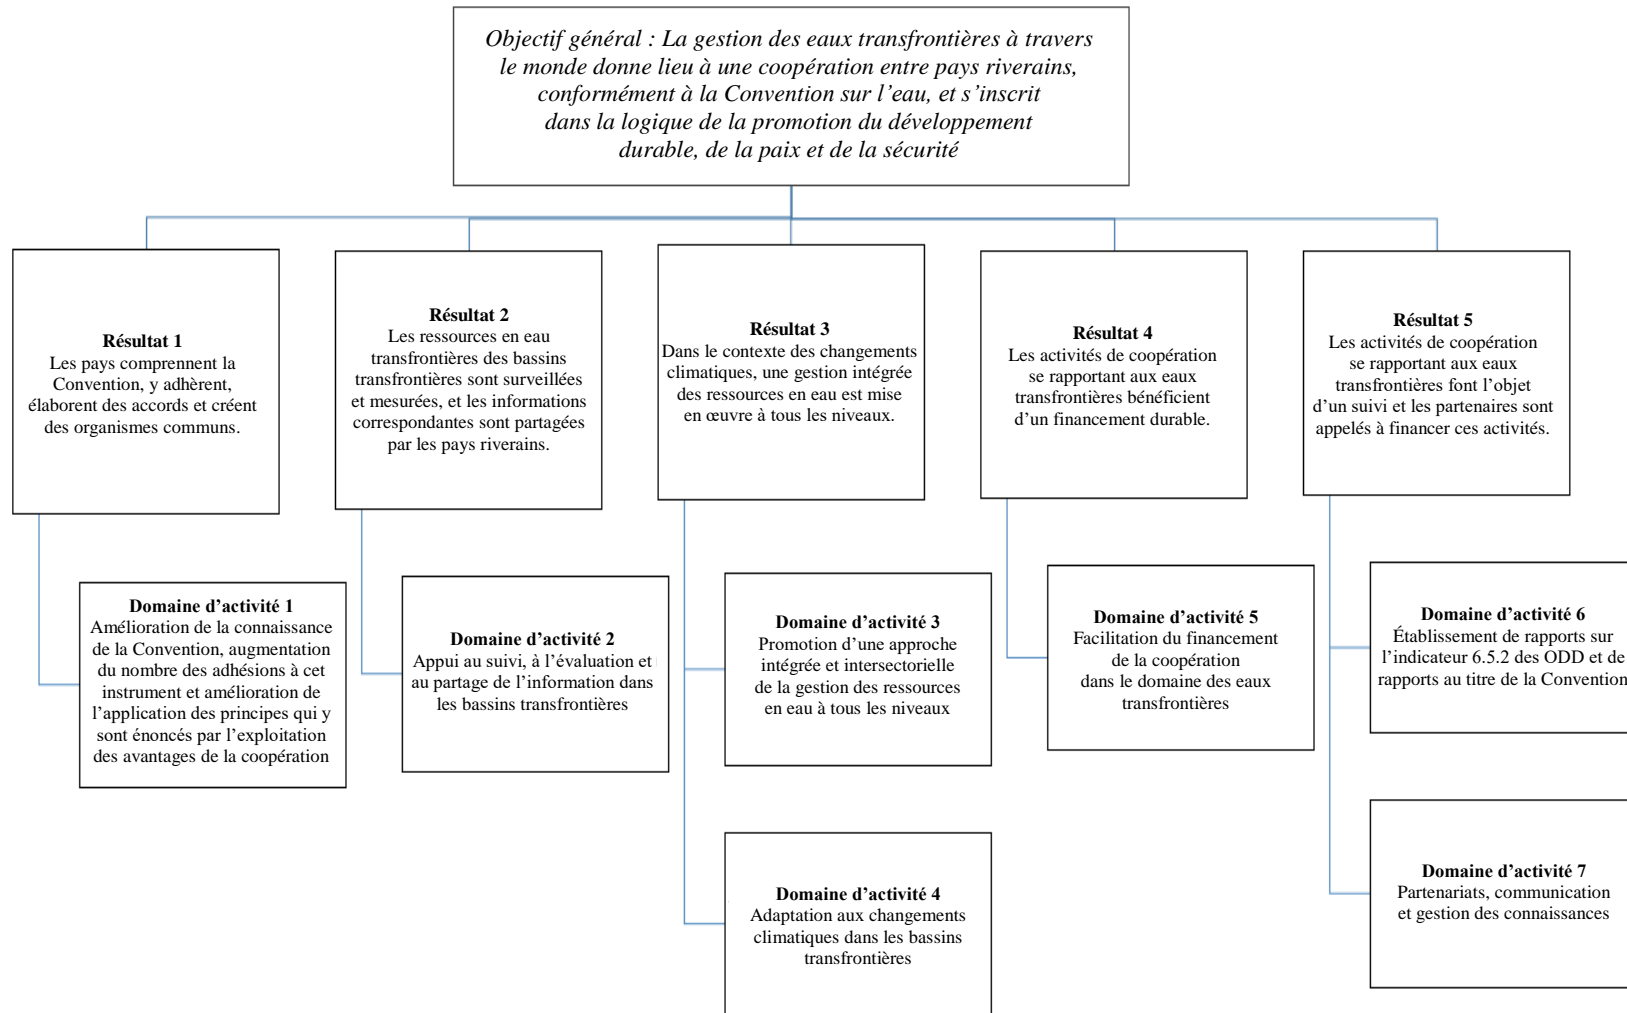 Objectif général : La gestion des eaux transfrontières à travers
le monde donne lieu à une coopération entre pays riverains,
conformément à la Convention sur l’eau, et s’inscrit
dans la logique de la promotion du développement
durable, de la paix et de la sécurité
Résultat 1
Les pays comprennent la
Convention, y adhèrent,
élaborent des accords et créent
des organismes communs.
Résultat 2
Les ressources en eau
transfrontières des bassins
transfrontières sont surveillées
et mesurées, et les informations
correspondantes sont partagées
par les pays riverains.
Résultat 3
Dans le contexte des changements
climatiques, une gestion intégrée
des ressources en eau est mise
en œuvre à tous les niveaux.
Résultat 4
Les activités de coopération
se rapportant aux eaux
transfrontières bénéficient
d’un financement durable.
Résultat 5
Les activités de coopération
se rapportant aux eaux
transfrontières font l’objet
d’un suivi et les partenaires sont
appelés à financer ces activités.
Domaine d’activité 1
Amélioration de la connaissance
de la Convention, augmentation
du nombre des adhésions à cet
instrument et amélioration de
l’application des principes qui y
sont énoncés par l’exploitation
des avantages de la coopération
Domaine d’activité 2
Appui au suivi, à l’évaluation et
au partage de l’information dans
les bassins transfrontières
Domaine d’activité 3
Promotion d’une approche
intégrée et intersectorielle
de la gestion des ressources
en eau à tous les niveaux
Domaine d’activité 5
Facilitation du financement
de la coopération
dans le domaine des eaux
transfrontières
Domaine d’activité 6
Établissement de rapports sur
l’indicateur 6.5.2 des ODD et de
rapports au titre de la Convention
Domaine d’activité 4
Adaptation aux changements
climatiques dans les bassins
transfrontières
Domaine d’activité 7
Partenariats, communication
et gestion des connaissances